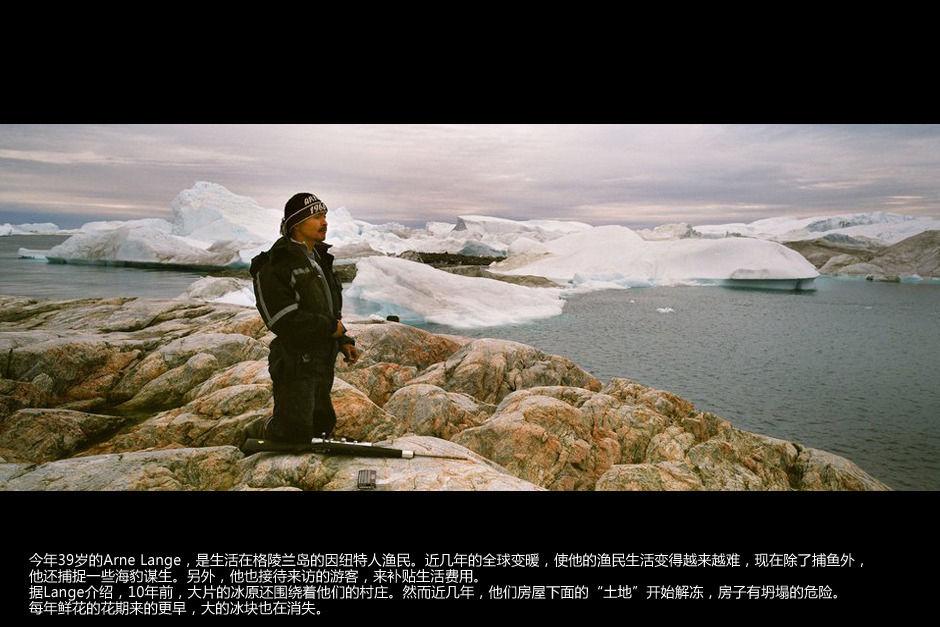 今年39岁的Arne Lange，是生活在格陵兰岛的因纽特人渔民。近几年的全球变暖，使他的渔民生活变得越来越难，现在除了捕鱼外，
他还捕捉一些海豹谋生。另外，他也接待来访的游客，来补贴生活费用。
据Lange介绍，10年前，大片的冰原还围绕着他们的村庄。然而近几年，他们房屋下面的“土地”开始解冻，房子有坍塌的危险。
每年鲜花的花期来的更早，大的冰块也在消失。